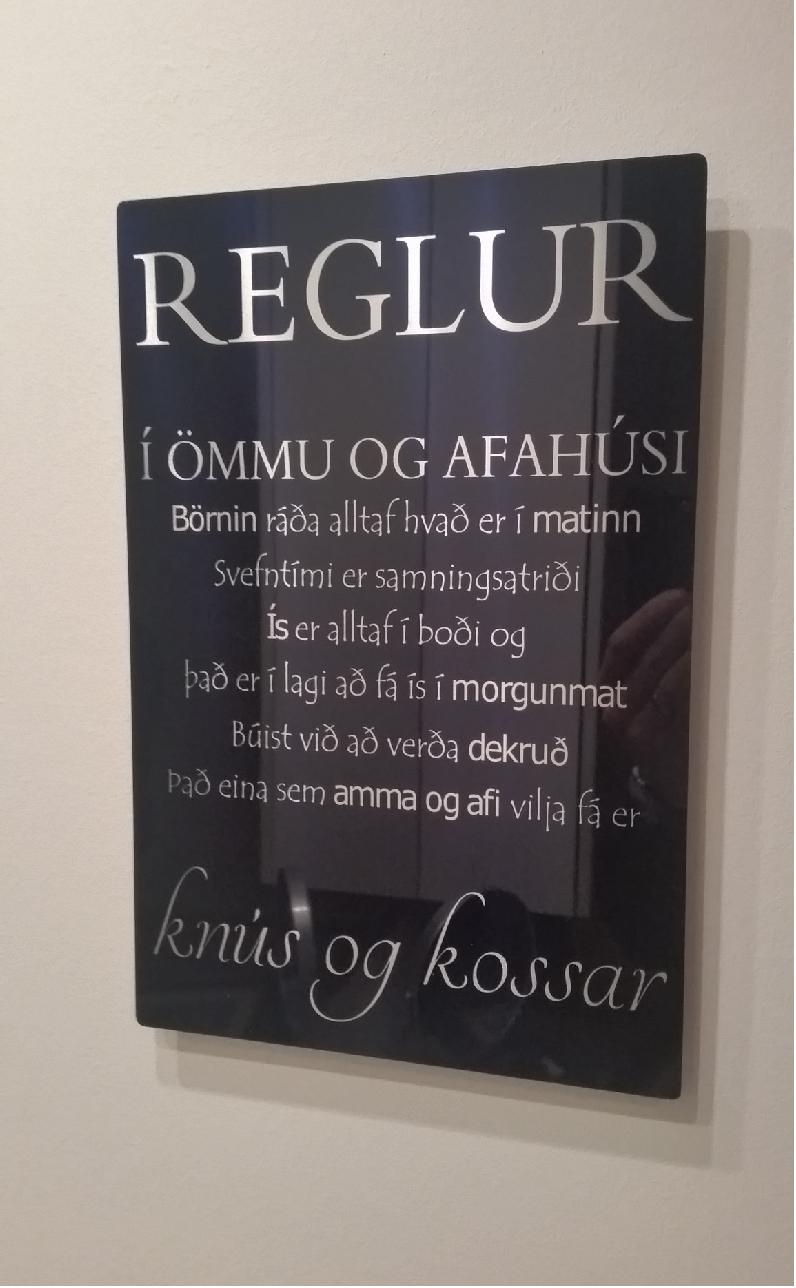 REGLUR
Í ÖMMU OG AFAHÚSI
Börnin ráða alltaf hvað er í matinn
Svefntími er samningsatriði
Ís er alltaf í boði og
það er í lagi að fá ís í morgunmat
Búist við að verða dekruð
Það eina sem amma og afi vilja fá er
knús og kossar